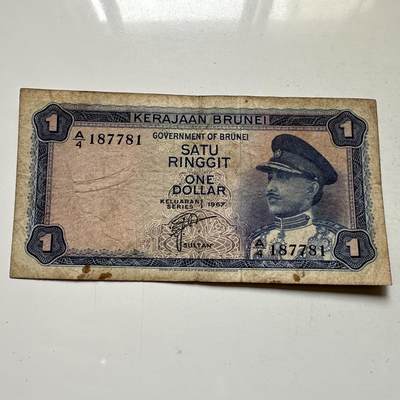 KERAJAAN BRUNEI
GOVERNMENT OF BRUNEI
1
1
A/4 187781
SATU
RINGGIT
ONE
DOLLAR
KELUARAN
SERIES
1967
SULTAN
A/4 187781
1
1